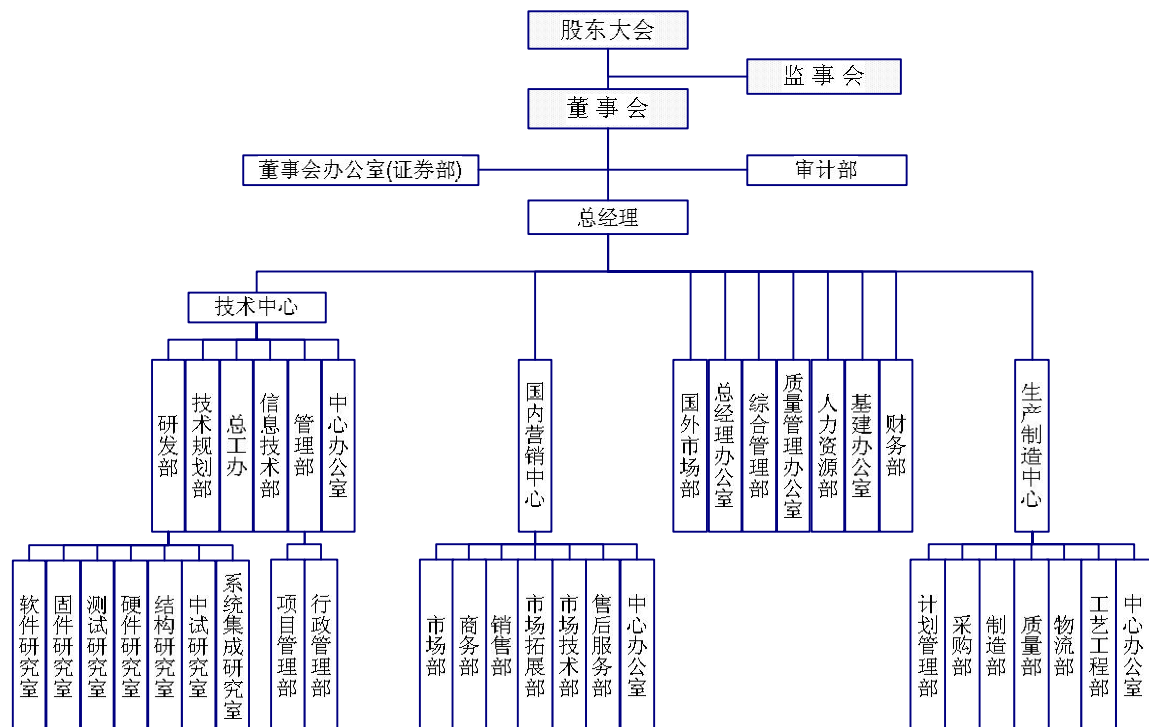 股东大会
监事会
董事会
董事会办公室(证券部)
审计部
总经理
技术中心
研发部
技术规划部
总工办
信息技术部
管理部
中心办公室
国内营销中心
国外市场部
总经理办公室
综合管理部
质量管理办公室
人力资源部
基建办公室
财务部
生产制造中心
软件研究室
固件研究室
测试研究室
硬件研究室
结构研究室
中试研究室
系统集成研究室
项目管理部
行政管理部
市场部
商务部
销售部
市场拓展部
市场技术部
售后服务部
中心办公室
计划管理部
采购部
制造部
质量部
物流部
工艺工程部
中心办公室